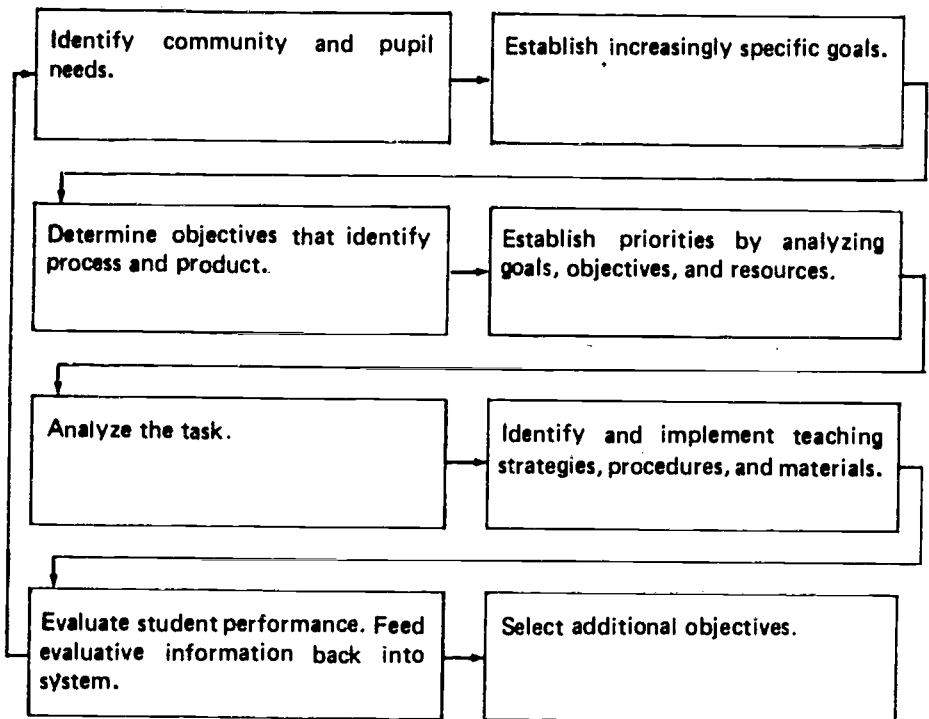 Identify community and pupil
needs.
Establish increasingly specific goals.
Determine objectives that identify
process and product.
Establish priorities by analyzing
goals, objectives, and resources.
Analyze the task.
Identify and implement teaching
strategies, procedures, and materials.
Evaluate student performance. Feed
evaluative information back into
system.
Select additional objectives.